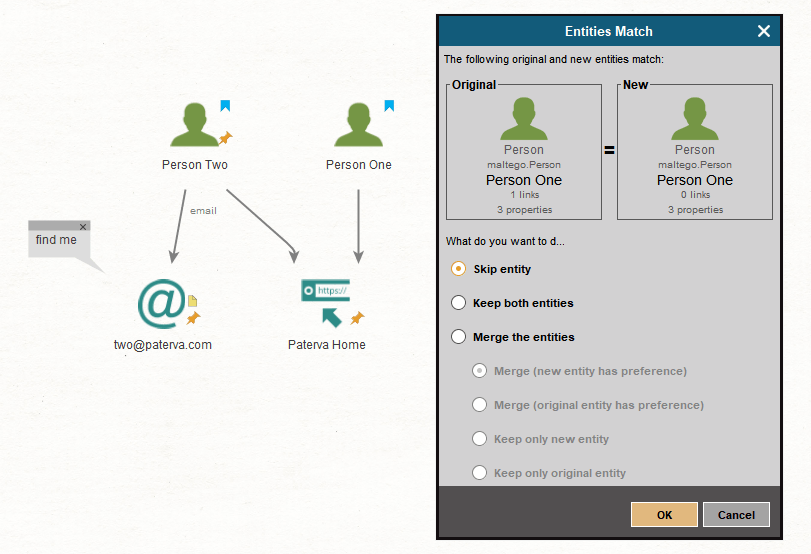 Person Two
Person One
email
find me
https://
two@paterva.com
Paterva Home
Entities Match
The following original and new entities match:
Original
New
Person
maltego.Person
Person One
1 links
3 properties
=
Person
maltego.Person
Person One
0 links
3 properties
What do you want to d...
Skip entity
Keep both entities
Merge the entities
Merge (new entity has preference)
Merge (original entity has preference)
Keep only new entity
Keep only original entity
OK
Cancel